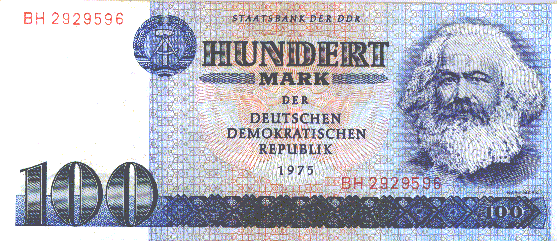 BH 2929596
STAATSBANK DER DDR
HUNDERT
MARK
DER
DEUTSCHEN
DEMOKRATISCHEN
REPUBLIK
1975
BH 2929596
100
100